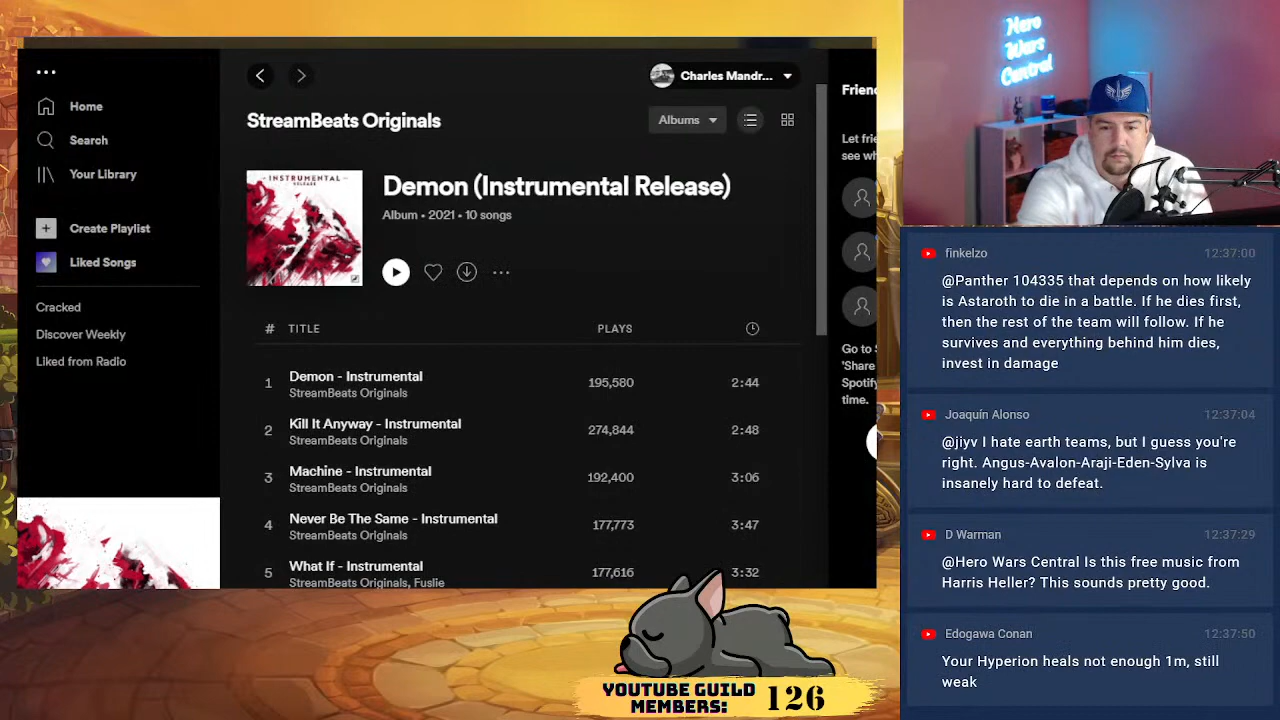 Home
Search
Your Library
Create Playlist
Liked Songs
Cracked
Discover Weekly
Liked from Radio
Charles Mandr...
StreamBeats Originals
Albums
INSTRUMENTAL
RELEASE
Demon (Instrumental Release)
Album • 2021 • 10 songs
# TITLE PLAYS
1 Demon - Instrumental 195,580 2:44
StreamBeats Originals
2 Kill It Anyway - Instrumental 274,844 2:48
StreamBeats Originals
3 Machine - Instrumental 192,400 3:06
StreamBeats Originals
4 Never Be The Same - Instrumental 177,773 3:47
StreamBeats Originals
5 What If - Instrumental 177,616 3:32
StreamBeats Originals, Fuslie
Let frie
see wh
Go to
'Share
Spotify
time.
Hero
Wars
Central
finkelzo 12:37:00
@Panther 104335 that depends on how likely
is Astaroth to die in a battle. If he dies first,
then the rest of the team will follow. If he
survives and everything behind him dies,
invest in damage
Joaquín Alonso 12:37:04
@jiyv I hate earth teams, but I guess you're
right. Angus-Avalon-Araji-Eden-Sylva is
insanely hard to defeat.
D Warman 12:37:29
@Hero Wars Central Is this free music from
Harris Heller? This sounds pretty good.
Edogawa Conan 12:37:50
Your Hyperion heals not enough 1m, still
weak
YOUTUBE GUILD
MEMBERS: 126